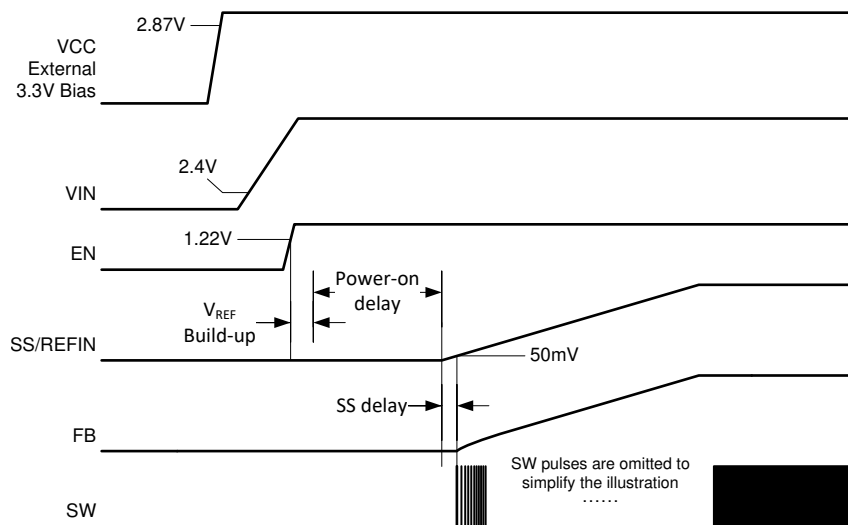 2.87V
VCC
External
3.3V Bias
2.4V
VIN
1.22V
EN
Power-on
delay
VREF
Build-up
SS/REFIN
50mV
SS delay
FB
SW pulses are omitted to
simplify the illustration
......
SW